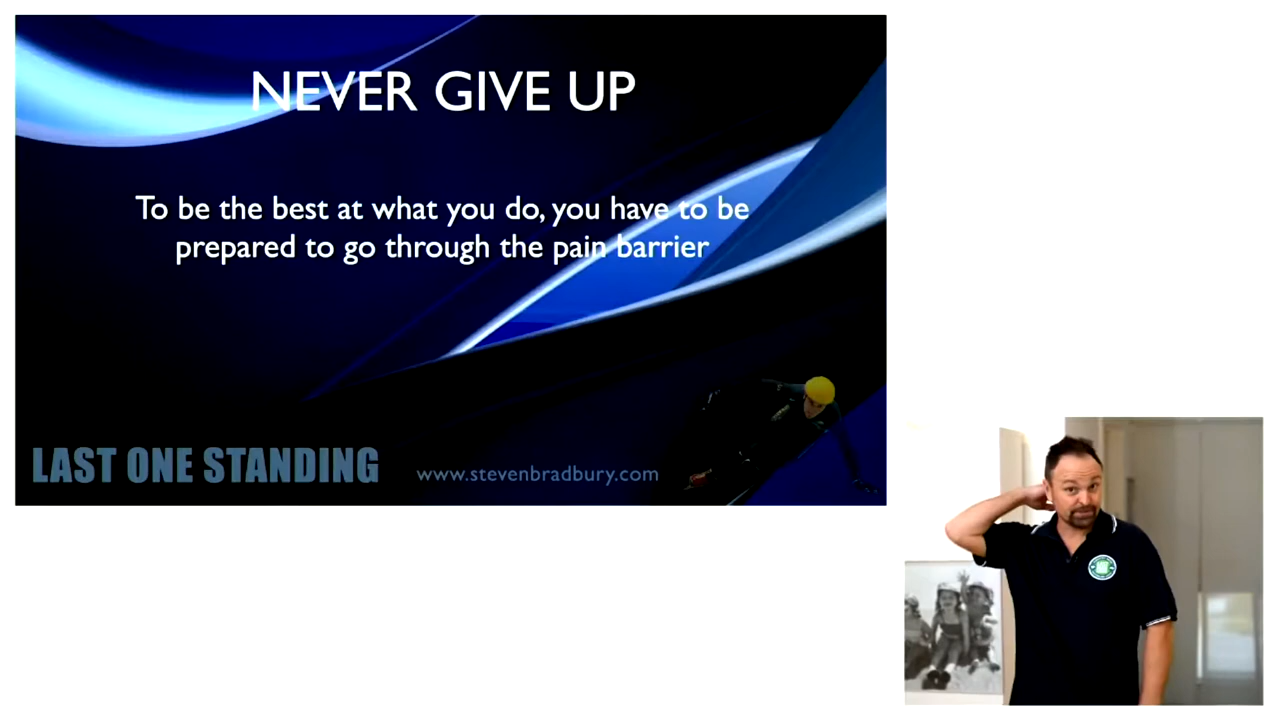 NEVER GIVE UP
To be the best at what you do, you have to be
prepared to go through the pain barrier
LAST ONE STANDING
www.stevenbradbury.com